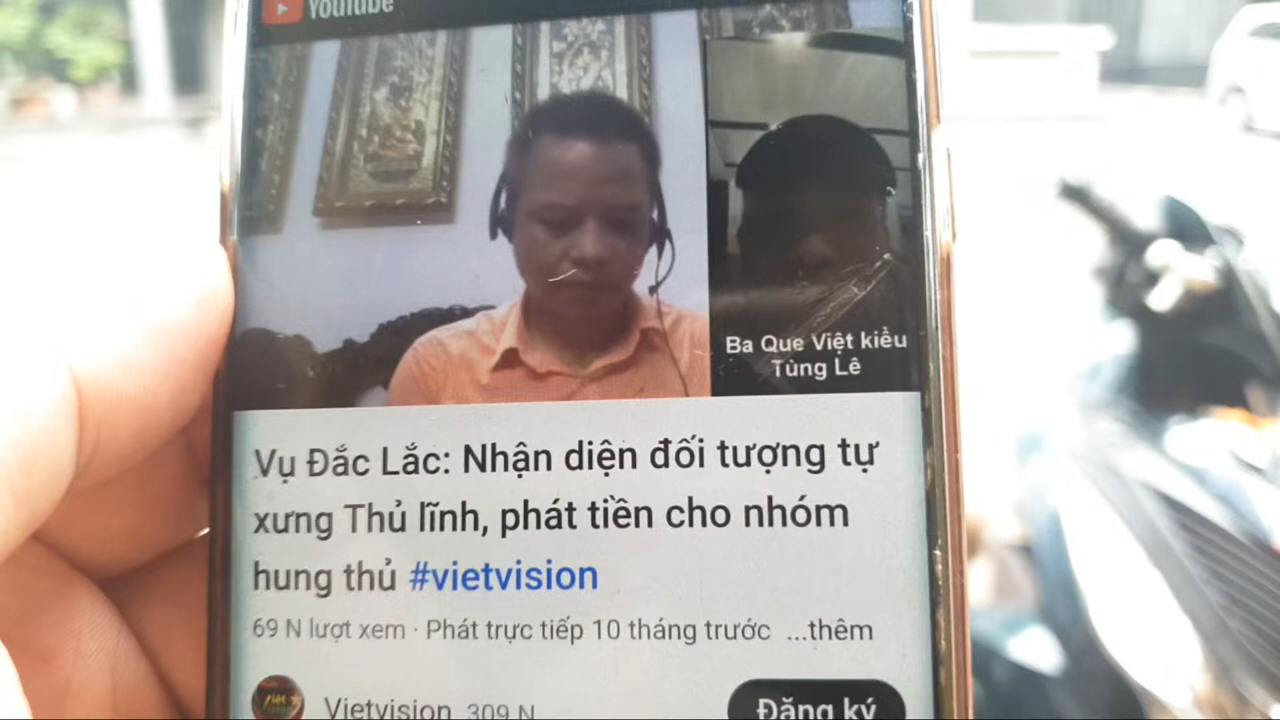 YouTube
Ba Que Việt kiều
Tùng Lê
Vụ Đắc Lắc: Nhận diện đối tượng tự
xưng Thủ lĩnh, phát tiền cho nhóm
hung thủ #vietvision
69 N lượt xem · Phát trực tiếp 10 tháng trước ...thêm
Vietvision 309 N
Đăng ký